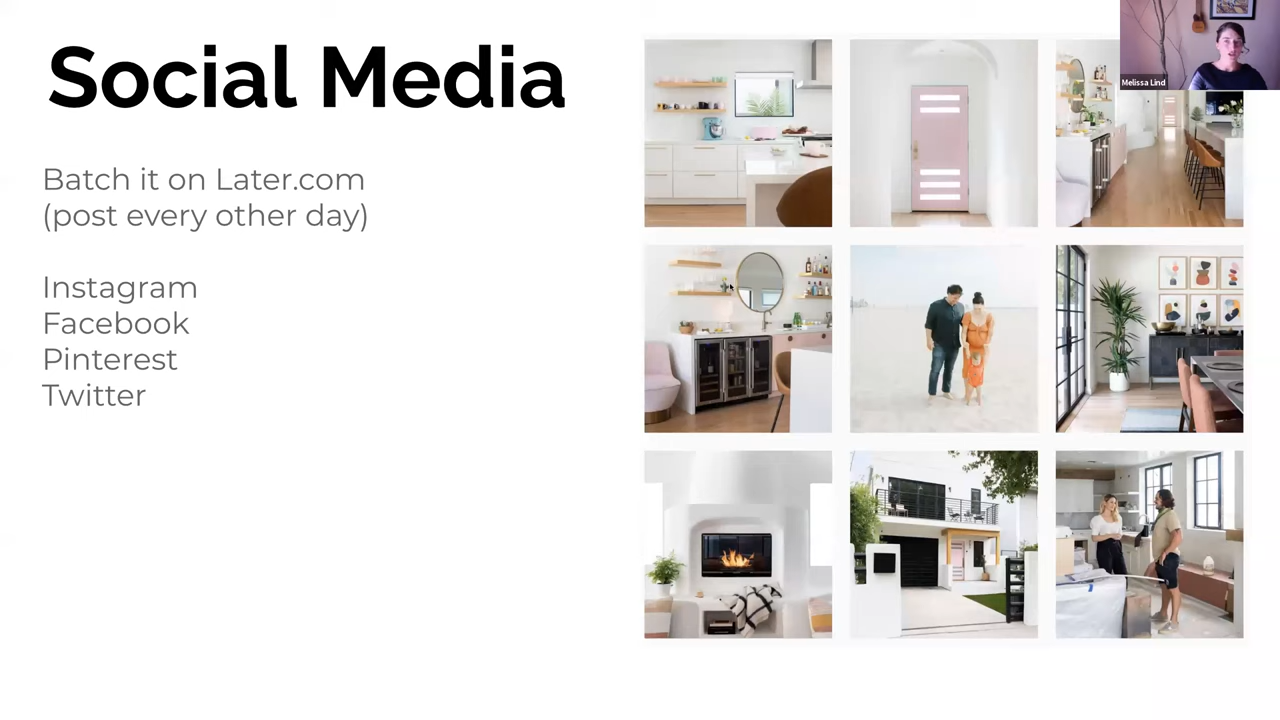 Social Media
Batch it on Later.com
(post every other day)
Instagram
Facebook
Pinterest
Twitter
Melissa Lind